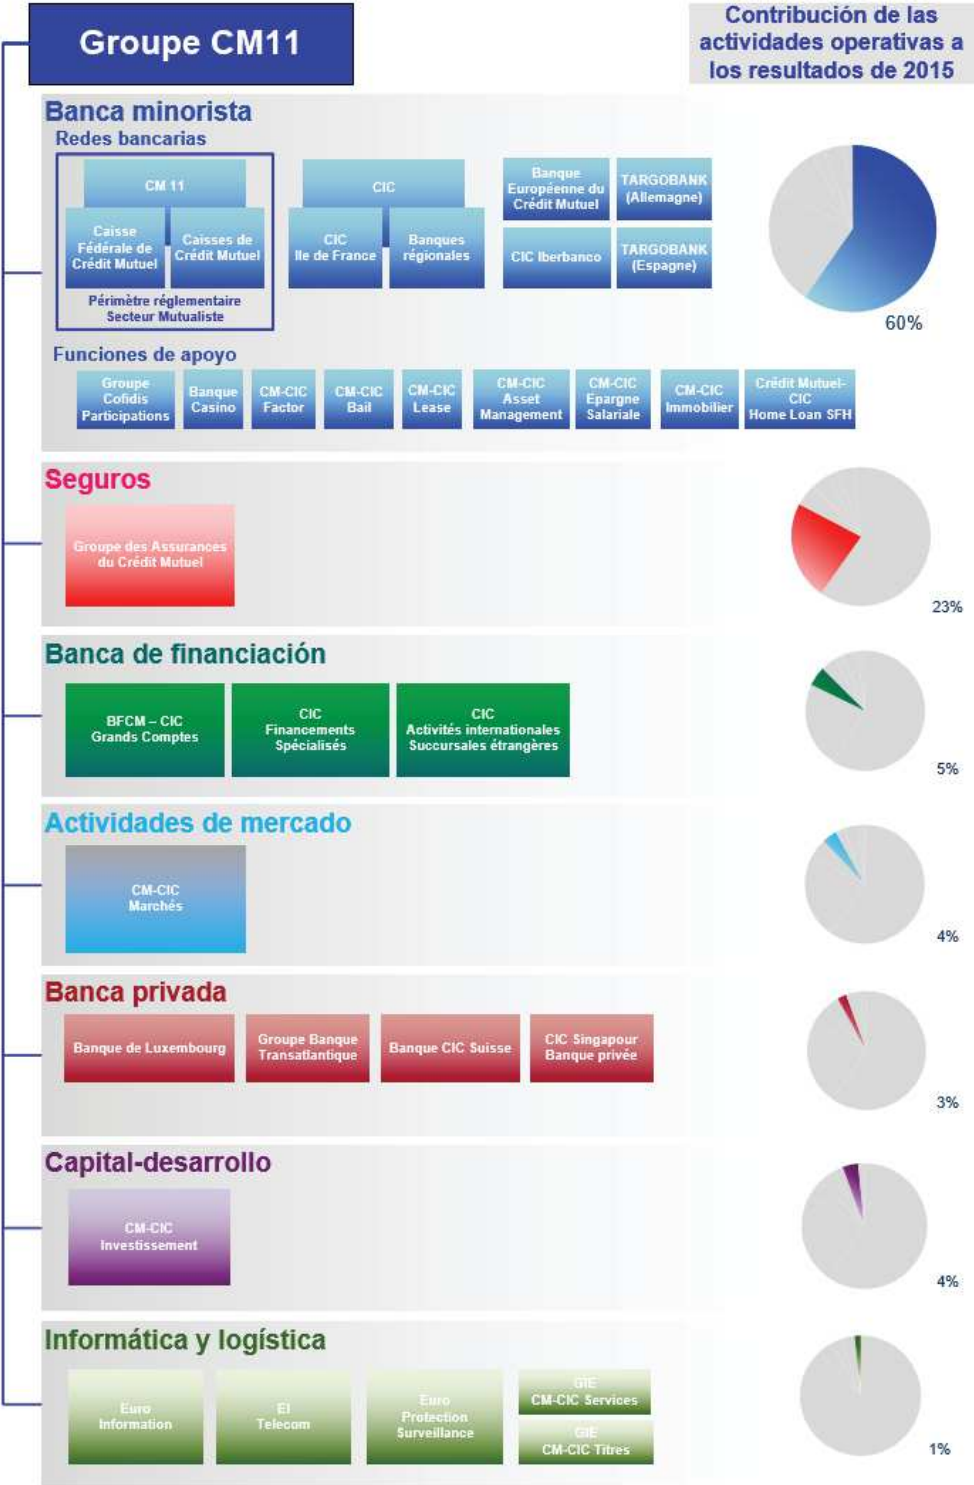 Groupe CM11
Contribución de las
actividades operativas a
los resultados de 2015
Banca minorista
Redes bancarias
CM 11
Caisse
Fédérale de
Crédit Mutuel
Caisses de
Crédit Mutuel
Périmètre réglementaire
Secteur Mutualiste
CIC
CIC
Ile de France
Banques
régionales
Banque
Européenne du
Crédit Mutuel
TARGOBANK
(Allemagne)
CIC Iberbanco
TARGOBANK
(Espagne)
60%
Funciones de apoyo
Groupe
Cofidis
Participations
Banque
Casino
CM-CIC
Factor
CM-CIC
Bail
CM-CIC
Lease
CM-CIC
Asset
Management
CM-CIC
Epargne
Salariale
CM-CIC
Immobilier
Crédit Mutuel-
CIC
Home Loan SFH
Seguros
Groupe des Assurances
du Crédit Mutuel
23%
Banca de financiación
BFCM – CIC
Grands Comptes
CIC
Financements
Spécialisés
CIC
Activités internationales
Succursales étrangères
5%
Actividades de mercado
CM-CIC
Marchés
4%
Banca privada
Banque de Luxembourg
Groupe Banque
Transatlantique
Banque CIC Suisse
CIC Singapour
Banque privée
3%
Capital-desarrollo
CM-CIC
Investissement
4%
Informática y logística
Euro
Information
EI
Telecom
Euro
Protection
Surveillance
GIE
CM-CIC Services
GIE
CM-CIC Titres
1%